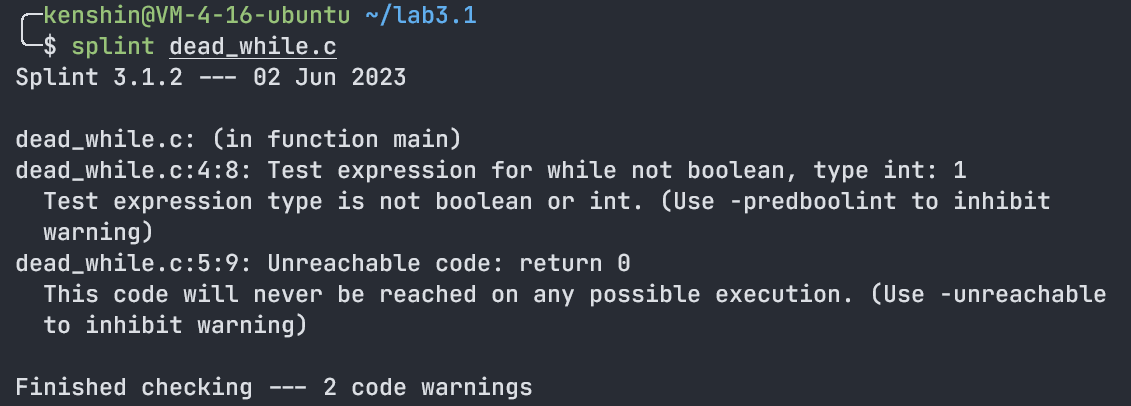 kenshin@VM-4-16-ubuntu ~/lab3.1
$ splint dead_while.c
Splint 3.1.2 --- 02 Jun 2023

dead_while.c: (in function main)
dead_while.c:4:8: Test expression for while not boolean, type int: 1
  Test expression type is not boolean or int. (Use -predboolint to inhibit
  warning)
dead_while.c:5:9: Unreachable code: return 0
  This code will never be reached on any possible execution. (Use -unreachable
  to inhibit warning)

Finished checking --- 2 code warnings